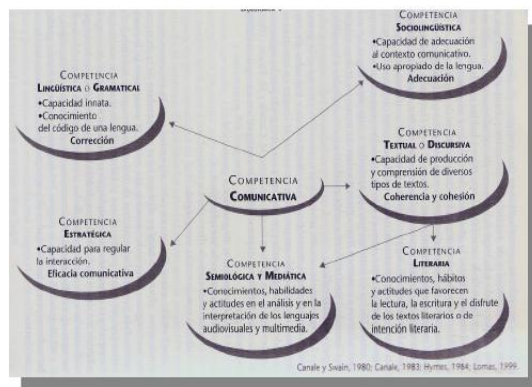 COMPETENCIA
SOCIOLINGÜÍSTICA
•Capacidad de adecuación
al contexto comunicativo.
•Uso apropiado de la lengua.
Adecuación
COMPETENCIA
LINGÜÍSTICA O GRAMATICAL
•Capacidad innata.
•Conocimiento
del código de una lengua.
Corrección
COMPETENCIA
TEXTUAL O DISCURSIVA
•Capacidad de producción
y comprensión de diversos
tipos de textos.
Coherencia y cohesión
COMPETENCIA
COMUNICATIVA
COMPETENCIA
ESTRATÉGICA
•Capacidad para regular
la interacción.
Eficacia comunicativa
COMPETENCIA
SEMIOLÓGICA Y MEDIÁTICA
•Conocimientos, habilidades
y actitudes en el análisis y en la
interpretación de los lenguajes
audiovisuales y multimedia.
COMPETENCIA
LITERARIA
•Conocimientos, hábitos
y actitudes que favorecen
la lectura, la escritura y el disfrute
de los textos literarios o de
intención literaria.
Canale y Swain, 1980; Canale, 1983; Hymes, 1984; Lomas, 1999